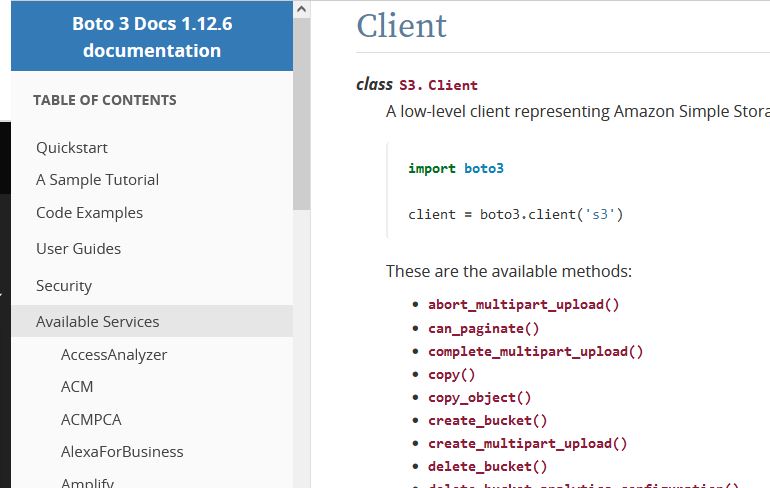 Boto 3 Docs 1.12.6
documentation
TABLE OF CONTENTS
Quickstart
A Sample Tutorial
Code Examples
User Guides
Security
Available Services
AccessAnalyzer
ACM
ACMPCA
AlexaForBusiness
Amplify
Client
class S3.Client
A low-level client representing Amazon Simple Stora
import boto3
client = boto3.client('s3')
These are the available methods:
abort_multipart_upload()
can_paginate()
complete_multipart_upload()
copy()
copy_object()
create_bucket()
create_multipart_upload()
delete_bucket()
delete_bucket_analytics_configuration()